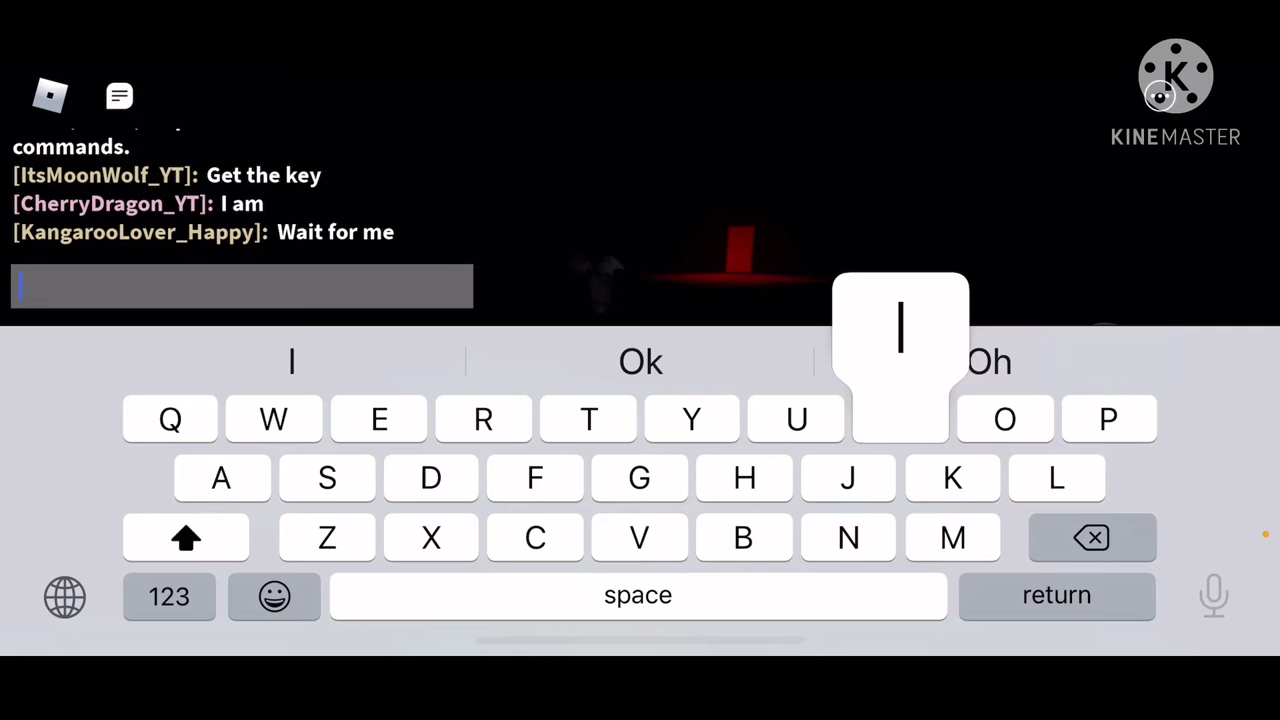 K
KINEMASTER
commands.
[ItsMoonWolf_YT]: Get the key
[CherryDragon_YT]: I am
[KangarooLover_Happy]: Wait for me
I Ok Oh
I
Q W E R T Y U O P
A S D F G H J K L
Z X C V B N M
123 space return